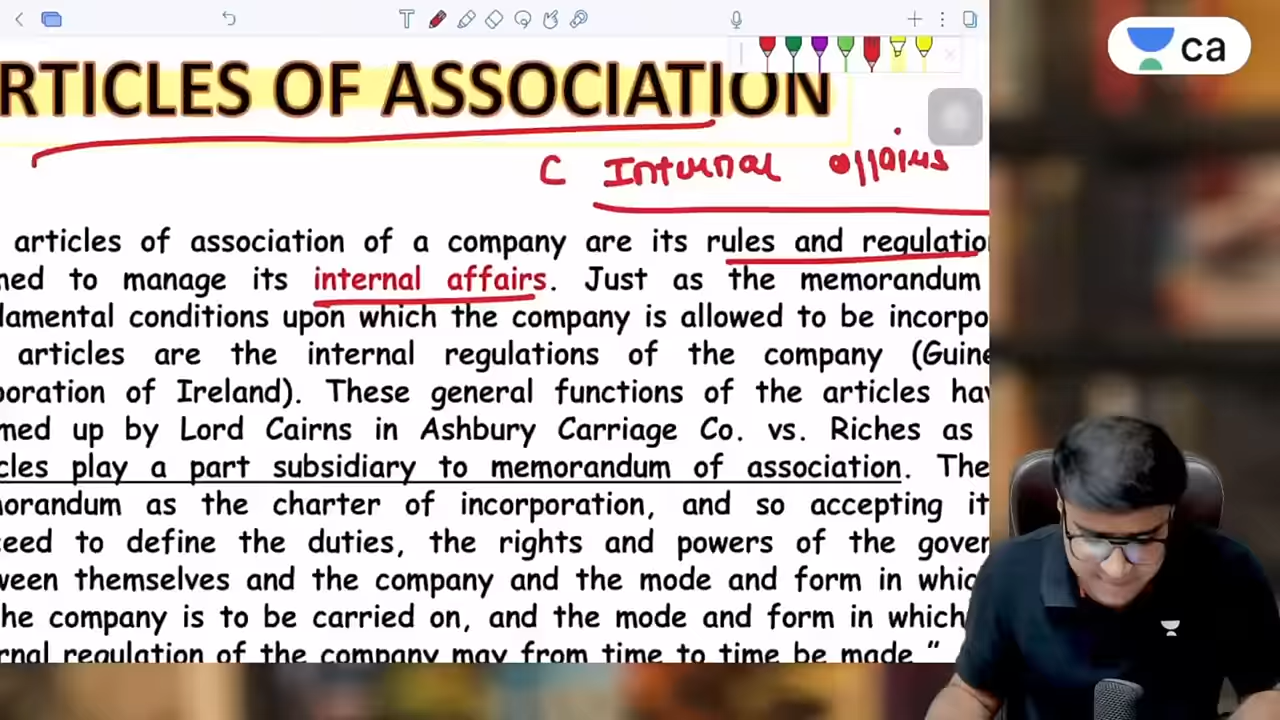 ca
RTICLES OF ASSOCIATION
C Internal affairs
articles of association of a company are its rules and regulatio
ned to manage its internal affairs. Just as the memorandum
damental conditions upon which the company is allowed to be incorpo
articles are the internal regulations of the company (Guine
poration of Ireland). These general functions of the articles hav
med up by Lord Cairns in Ashbury Carriage Co. vs. Riches as
cles play a part subsidiary to memorandum of association. The
norandum as the charter of incorporation, and so accepting it
ceed to define the duties, the rights and powers of the gover
ween themselves and the company and the mode and form in whic
he company is to be carried on, and the mode and form in which
rnal regulation of the company may from time to time be made "